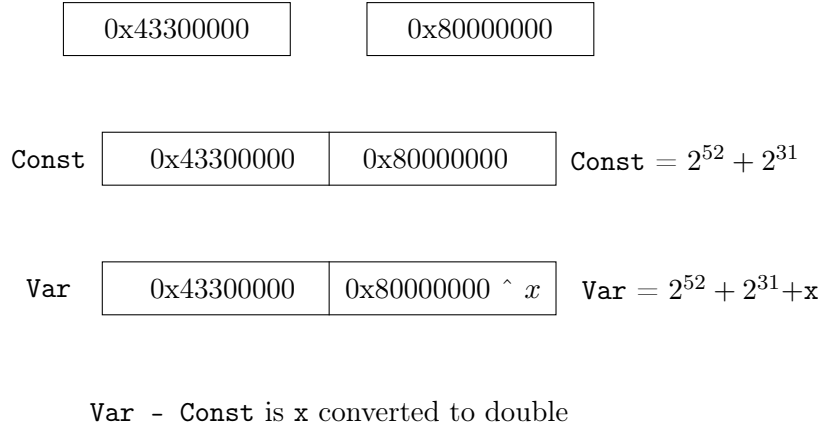 0x43300000 0x80000000
Const 0x43300000 0x80000000 Const = 2^52 + 2^31
Var 0x43300000 0x80000000 ^ x Var = 2^52 + 2^31+x
Var - Const is x converted to double